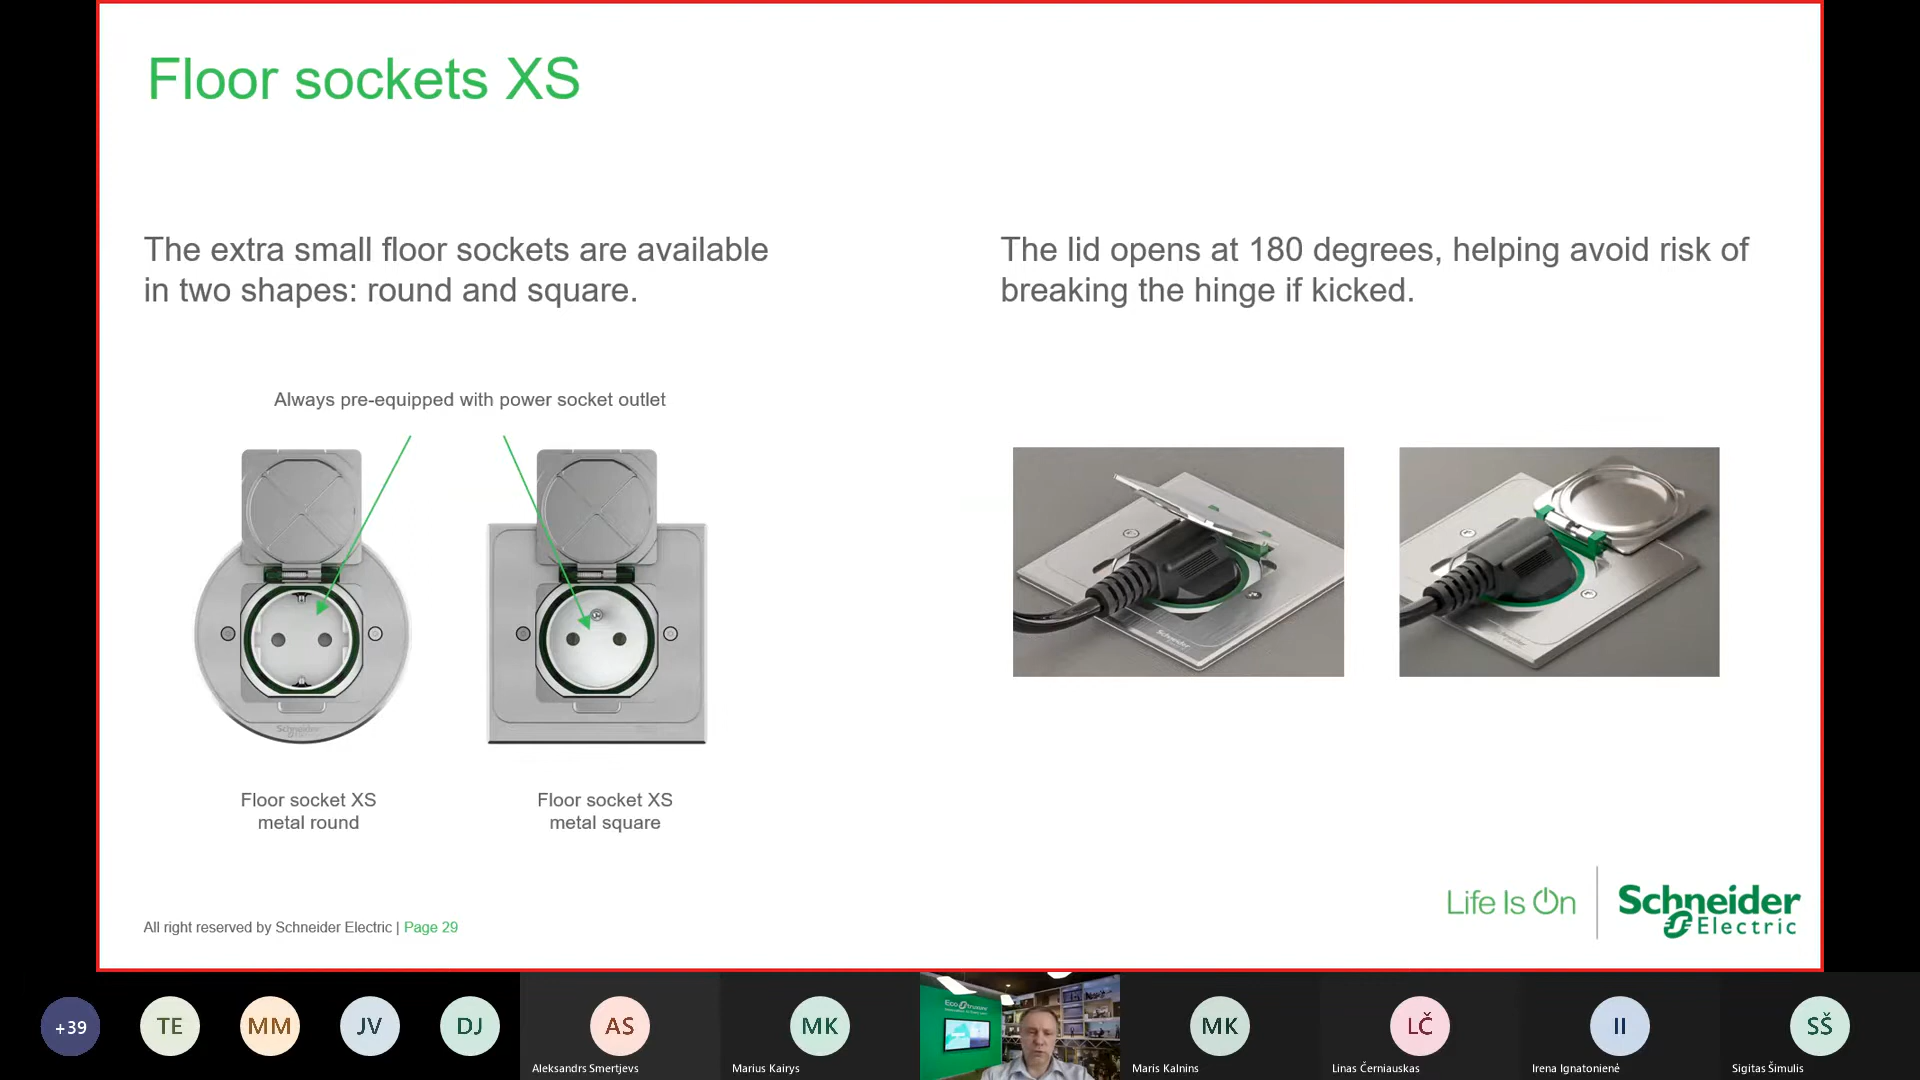 Floor sockets XS
The extra small floor sockets are available
in two shapes: round and square.
The lid opens at 180 degrees, helping avoid risk of
breaking the hinge if kicked.
Always pre-equipped with power socket outlet
Schneider
Floor socket XS
metal round
Floor socket XS
metal square
Life Is On
Schneider
Electric
All right reserved by Schneider Electric | Page 29
+39
TE
MM
JV
DJ
AS
Aleksandrs Smertjevs
MK
Marius Kairys
MK
Maris Kalnins
LČ
Linas Černiauskas
II
Irena Ignatonienė
SŠ
Sigitas Šimulis